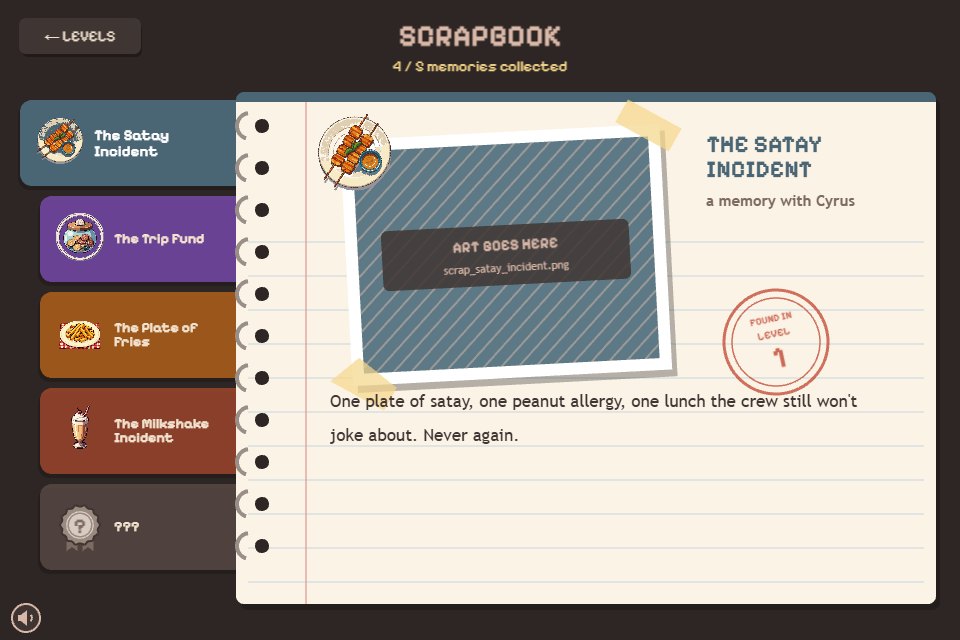 ← LEVELS
SCRAPBOOK
4 / 5 memories collected
The Satay
Incident
The Trip Fund
The Plate of
Fries
The Milkshake
Incident
?
???
ART GOES HERE
scrap_satay_incident.png
THE SATAY
INCIDENT
a memory with Cyrus
FOUND IN
LEVEL
1
One plate of satay, one peanut allergy, one lunch the crew still won't
joke about. Never again.